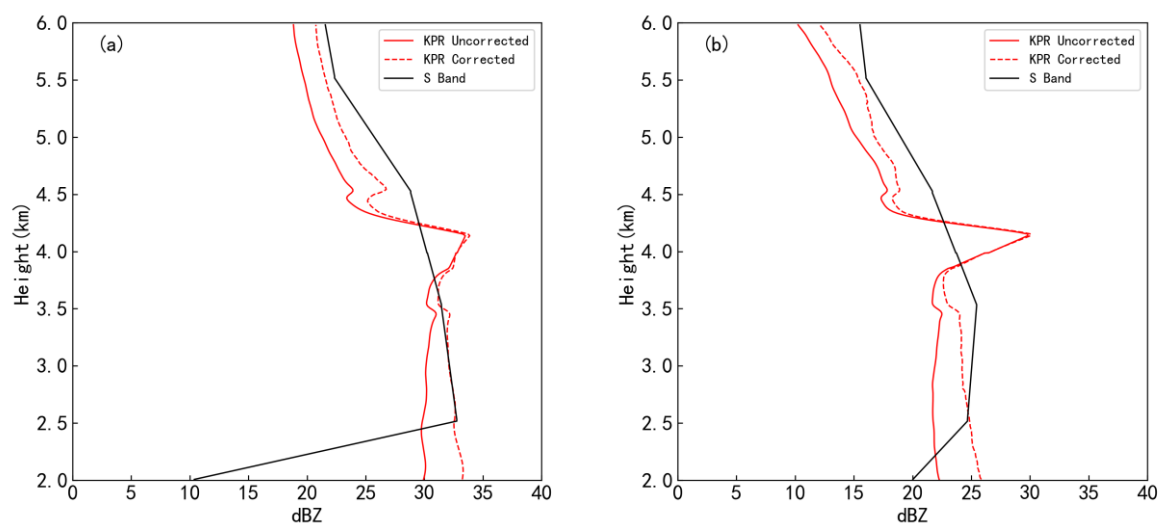 (a)
KPR Uncorrected
KPR Corrected
S Band
Height(km)
6.0
5.5
5.0
4.5
4.0
3.5
3.0
2.5
2.0
0 5 10 15 20 25 30 35 40
dBZ
(b)
KPR Uncorrected
KPR Corrected
S Band
Height(km)
6.0
5.5
5.0
4.5
4.0
3.5
3.0
2.5
2.0
0 5 10 15 20 25 30 35 40
dBZ